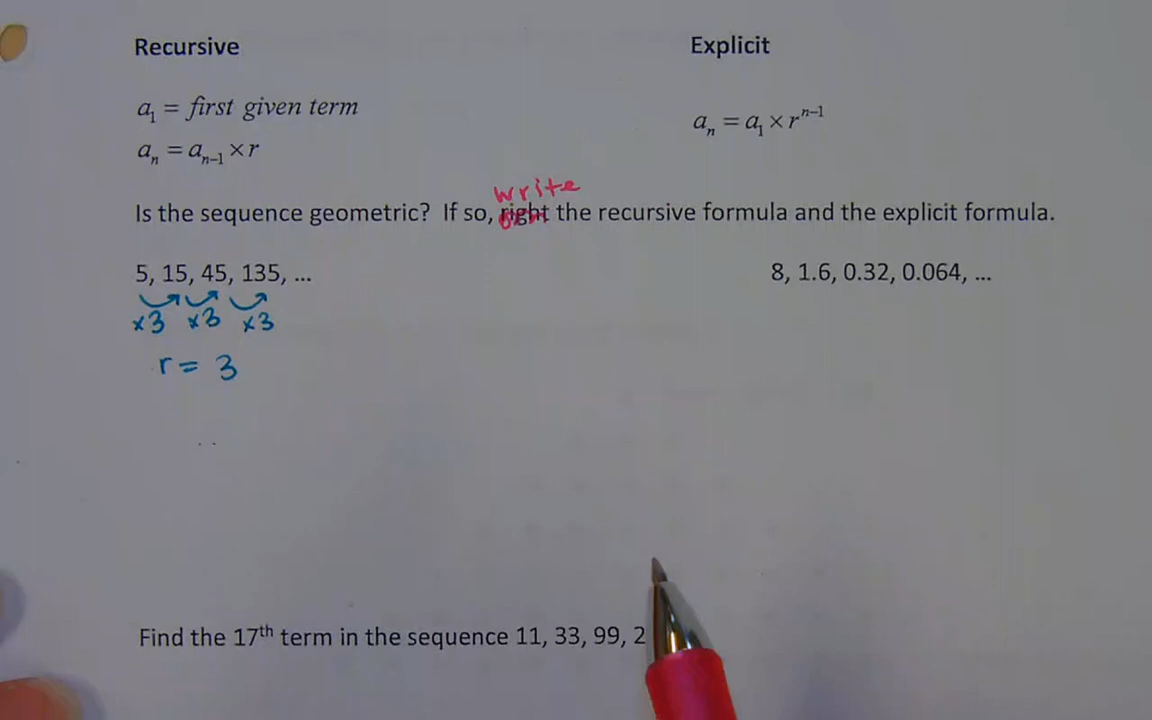 Recursive
Explicit
a₁ = first given term
aₙ = aₙ₋₁ × r
aₙ = a₁ × rⁿ⁻¹
write
Is the sequence geometric? If so, right the recursive formula and the explicit formula.
5, 15, 45, 135, ...
8, 1.6, 0.32, 0.064, ...
×3 ×3 ×3
r = 3
Find the 17th term in the sequence 11, 33, 99, 2